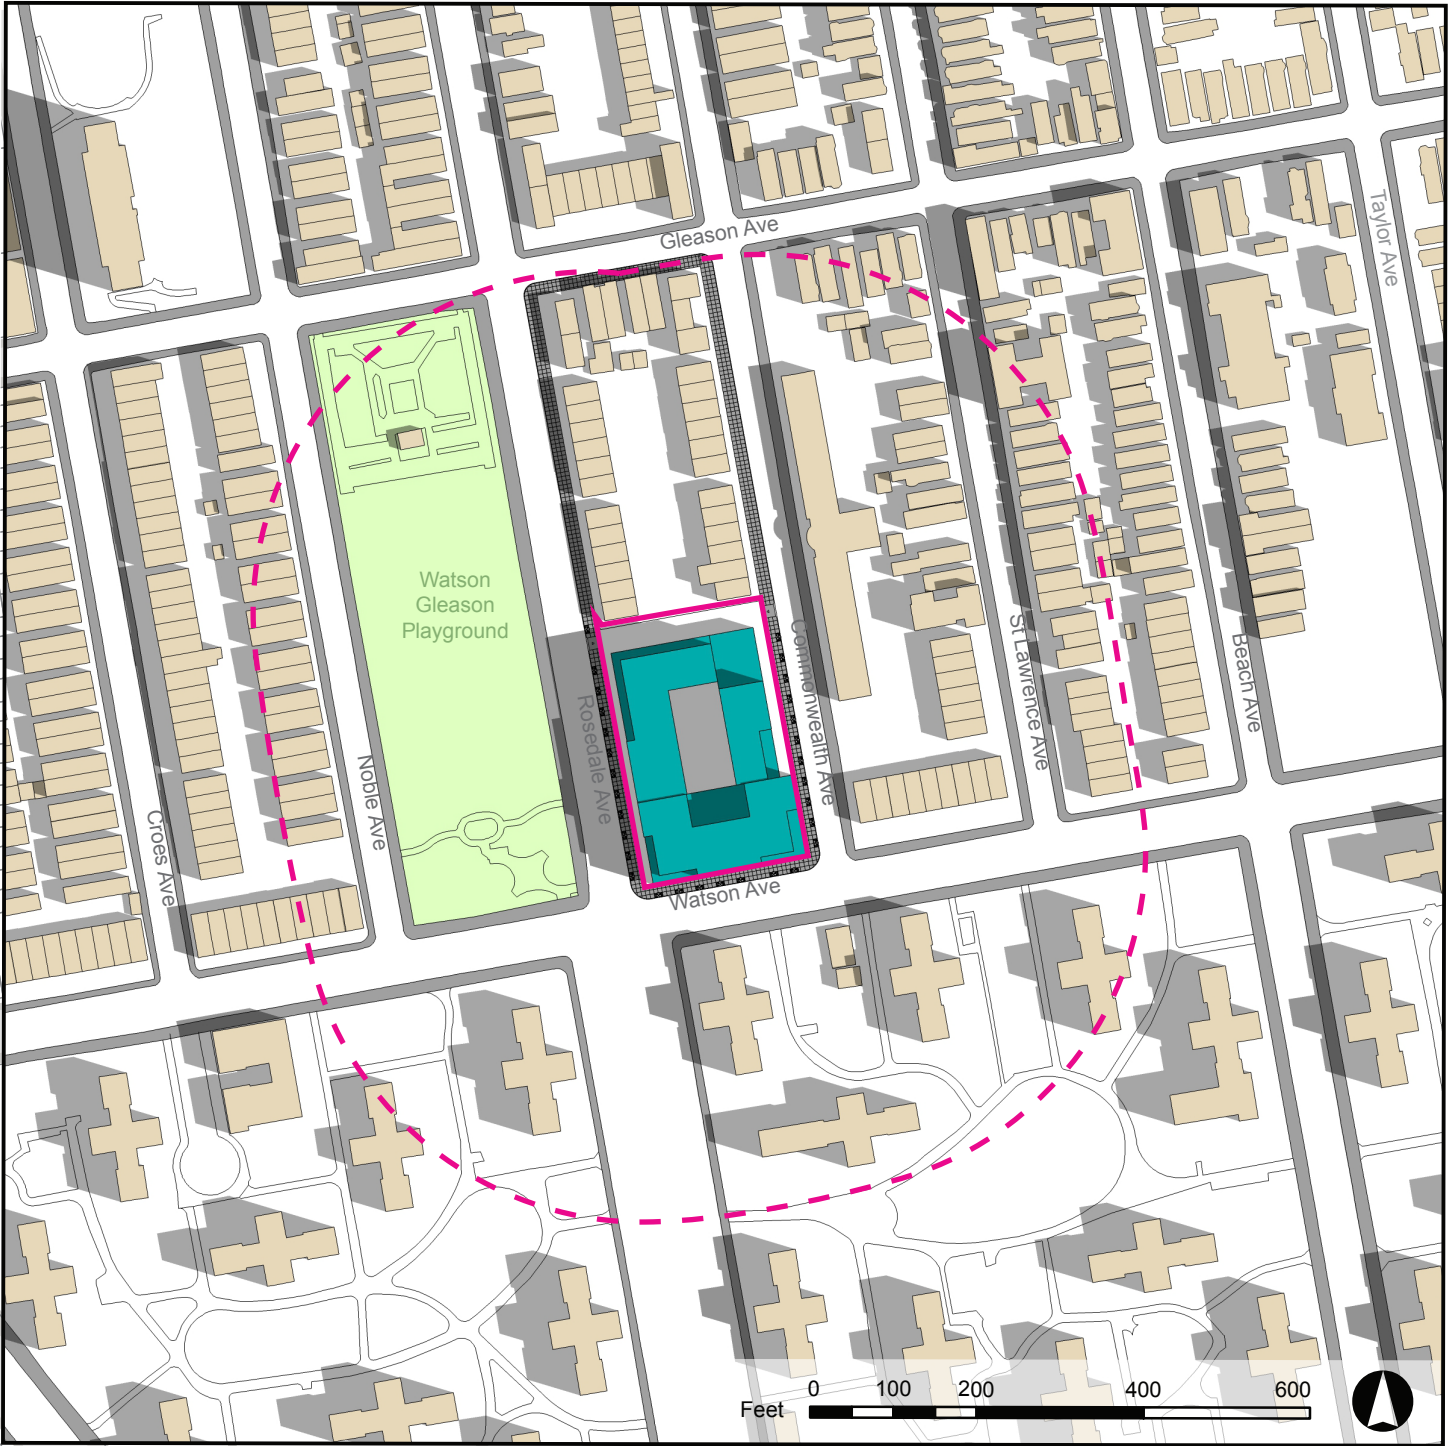 Gleason Ave
Taylor Ave
Watson
Gleason
Playground
Commonwealth Ave
St Lawrence Ave
Beach Ave
Rosedale Ave
Noble Ave
Croes Ave
Watson Ave
0 100 200 400 600
Feet